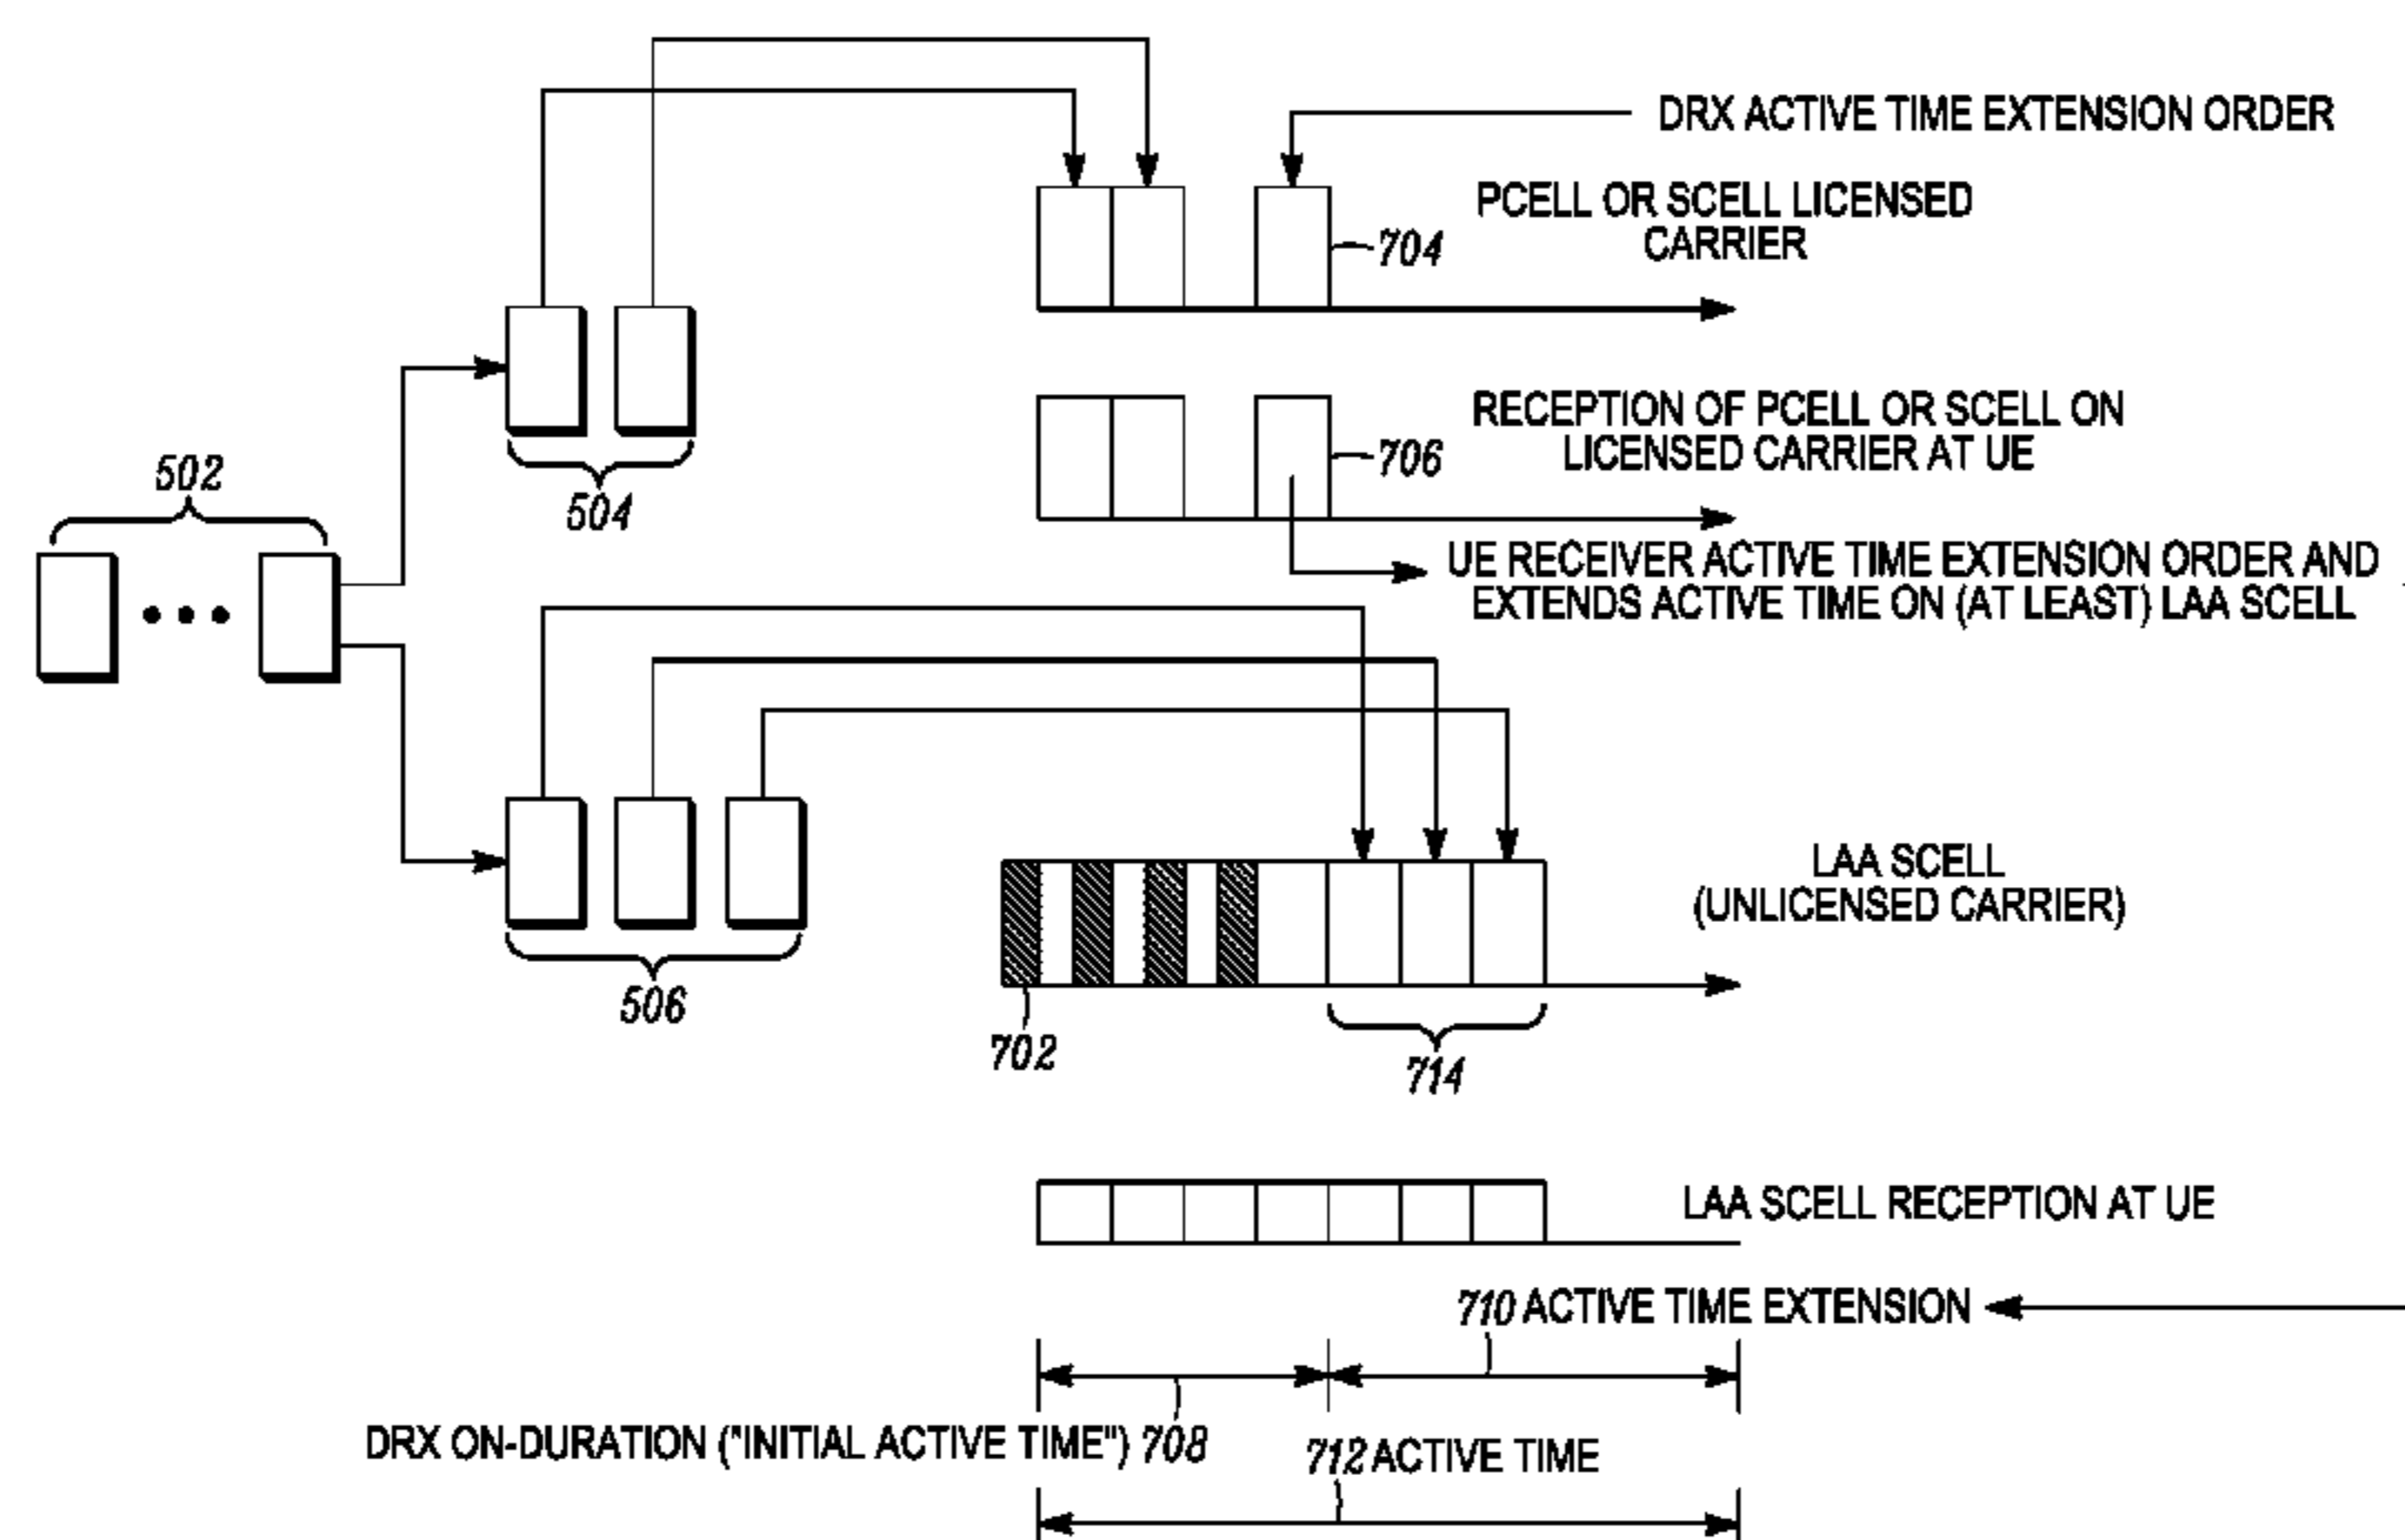 DRX ACTIVE TIME EXTENSION ORDER
PCELL OR SCELL LICENSED
CARRIER
704
RECEPTION OF PCELL OR SCELL ON
LICENSED CARRIER AT UE
706
502
504
UE RECEIVER ACTIVE TIME EXTENSION ORDER AND
EXTENDS ACTIVE TIME ON (AT LEAST) LAA SCELL
LAA SCELL
(UNLICENSED CARRIER)
506
702
714
LAA SCELL RECEPTION AT UE
710 ACTIVE TIME EXTENSION
DRX ON-DURATION ("INITIAL ACTIVE TIME") 708
712 ACTIVE TIME